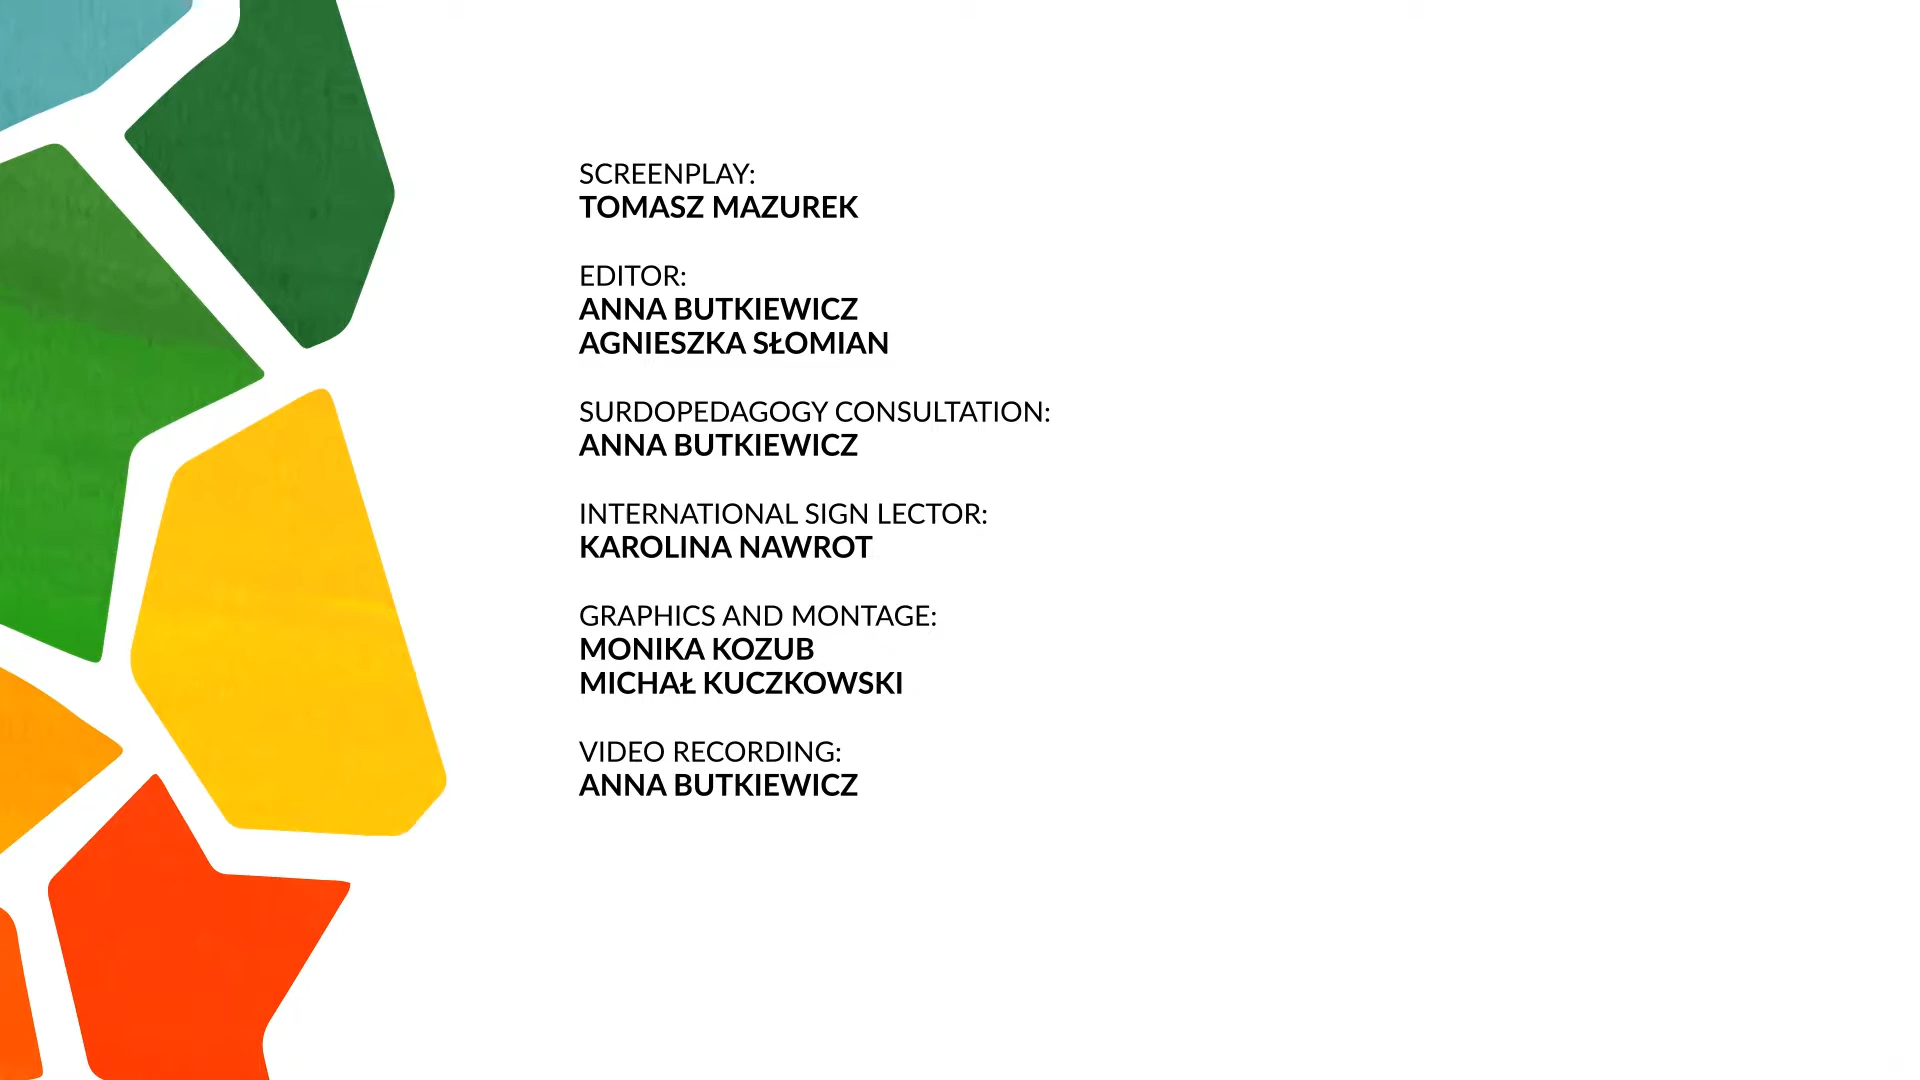 SCREENPLAY:
TOMASZ MAZUREK
EDITOR:
ANNA BUTKIEWICZ
AGNIESZKA SŁOMIAN
SURDOPEDAGOGY CONSULTATION:
ANNA BUTKIEWICZ
INTERNATIONAL SIGN LECTOR:
KAROLINA NAWROT
GRAPHICS AND MONTAGE:
MONIKA KOZUB
MICHAŁ KUCZKOWSKI
VIDEO RECORDING:
ANNA BUTKIEWICZ